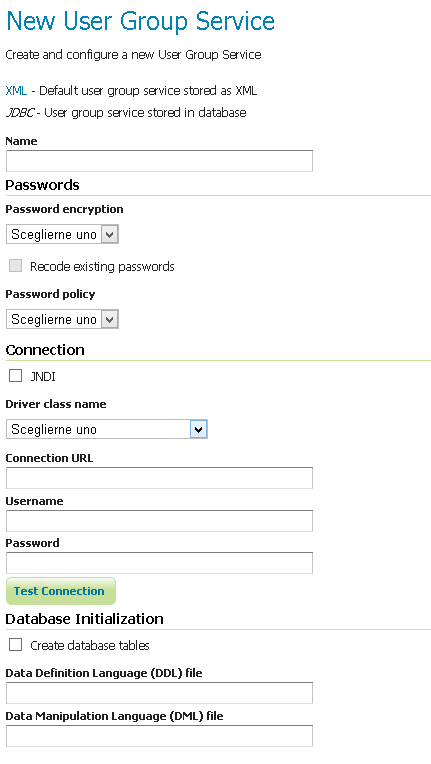 New User Group Service
Create and configure a new User Group Service
XML - Default user group service stored as XML
JDBC - User group service stored in database
Name
Passwords
Password encryption
Sceglierne uno
Recode existing passwords
Password policy
Sceglierne uno
Connection
JNDI
Driver class name
Sceglierne uno
Connection URL
Username
Password
Test Connection
Database Initialization
Create database tables
Data Definition Language (DDL) file
Data Manipulation Language (DML) file